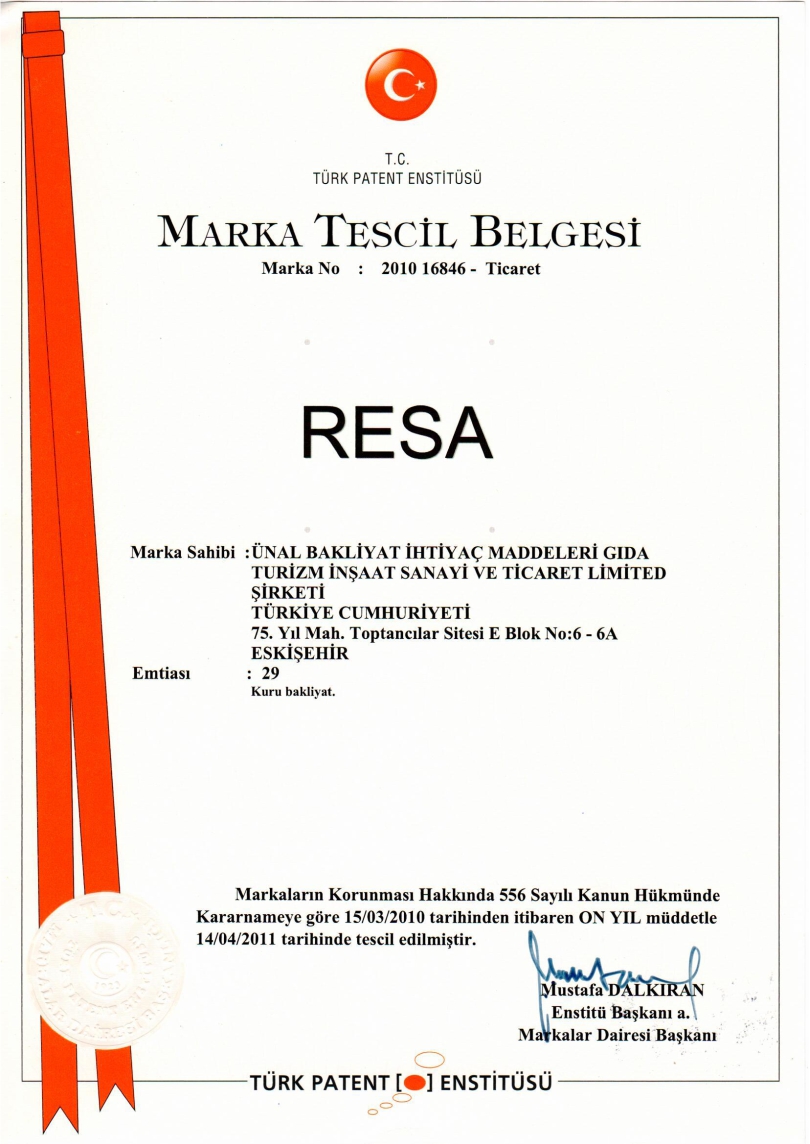 T.C.
TÜRK PATENT ENSTİTÜSÜ
MARKA TESCİL BELGESİ
Marka No : 2010 16846 - Ticaret
RESA
Marka Sahibi : ÜNAL BAKLİYAT İHTİYAÇ MADDELERİ GIDA
TURİZM İNŞAAT SANAYİ VE TİCARET LİMITED
ŞİRKETİ
TÜRKİYE CUMHURİYETİ
75. Yıl Mah. Toptancılar Sitesi E Blok No:6 - 6A
ESKİŞEHİR
Emtiası : 29
Kuru bakliyat.
Markaların Korunması Hakkında 556 Sayılı Kanun Hükmünde
Kararnameye göre 15/03/2010 tarihinden itibaren ON YIL müddetle
14/04/2011 tarihinde tescil edilmiştir.
Mustafa DALKIRAN
Enstitü Başkanı a.
Markalar Dairesi Başkanı
TÜRK PATENT [ ] ENSTİTÜSÜ